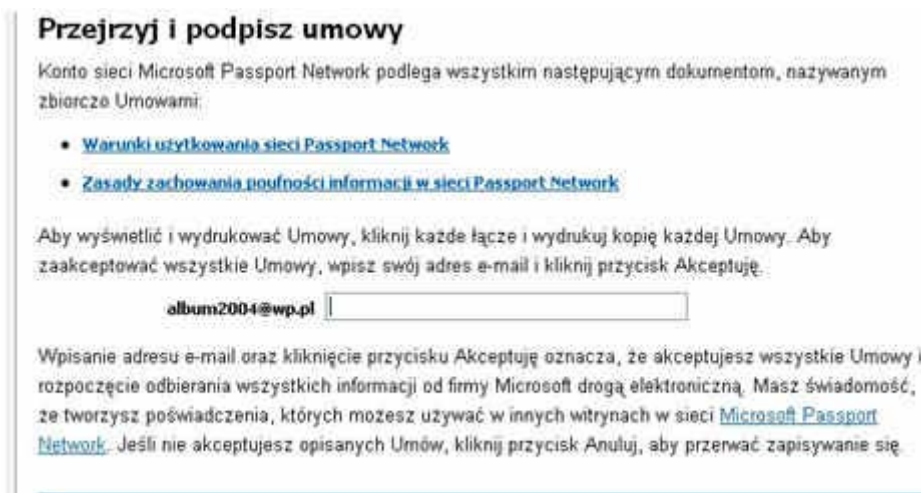 Przejrzyj i podpisz umowy
Konto sieci Microsoft Passport Network podlega wszystkim następującym dokumentom, nazywanym
zbiorczo Umowami:
• Warunki użytkowania sieci Passport Network
• Zasady zachowania poufności informacji w sieci Passport Network
Aby wyświetlić i wydrukować Umowy, kliknij każde łącze i wydrukuj kopię każdej Umowy. Aby
zaakceptować wszystkie Umowy, wpisz swój adres e-mail i kliknij przycisk Akceptuję.
album2004@wp.pl
Wpisanie adresu e-mail oraz kliknięcie przycisku Akceptuję oznacza, że akceptujesz wszystkie Umowy i
rozpoczęcie odbierania wszystkich informacji od firmy Microsoft drogą elektroniczną. Masz świadomość,
że tworzysz poświadczenia, których możesz używać w innych witrynach w sieci Microsoft Passport
Network. Jeśli nie akceptujesz opisanych Umów, kliknij przycisk Anuluj, aby przerwać zapisywanie się.